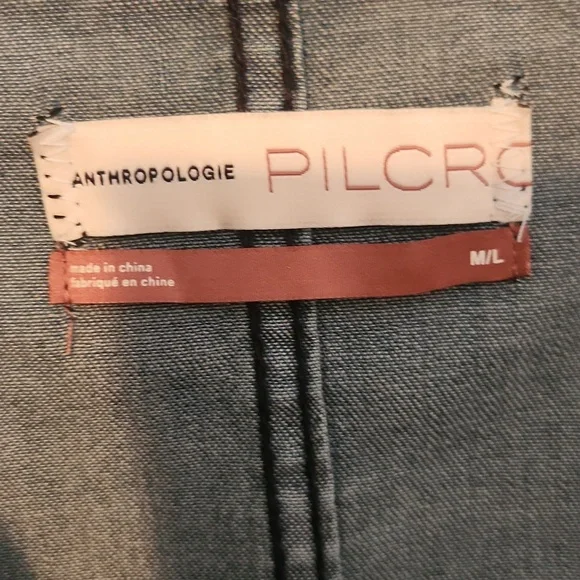 ANTHROPOLOGIE PILCRO
made in china
fabriqué en chine
M/L